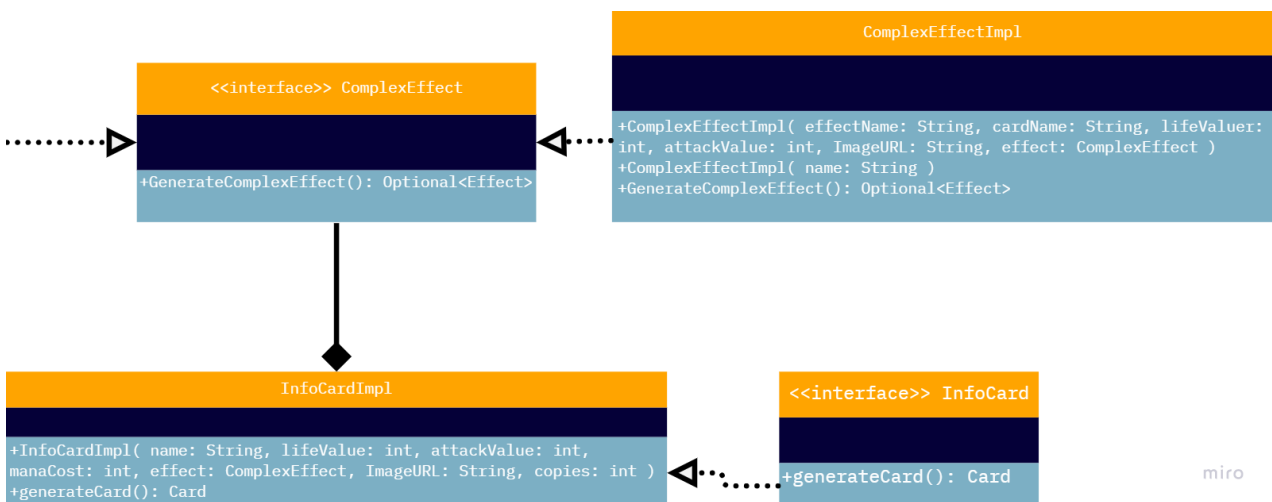 ComplexEffectImpl
<<interface>> ComplexEffect
+ComplexEffectImpl( effectName: String, cardName: String, lifeValuer:
int, attackValue: int, ImageURL: String, effect: ComplexEffect )
+ComplexEffectImpl( name: String )
+GenerateComplexEffect(): Optional<Effect>
+GenerateComplexEffect(): Optional<Effect>
InfoCardImpl
<<interface>> InfoCard
+InfoCardImpl( name: String, lifeValue: int, attackValue: int,
manaCost: int, effect: ComplexEffect, ImageURL: String, copies: int )
+generateCard(): Card
+generateCard(): Card
miro